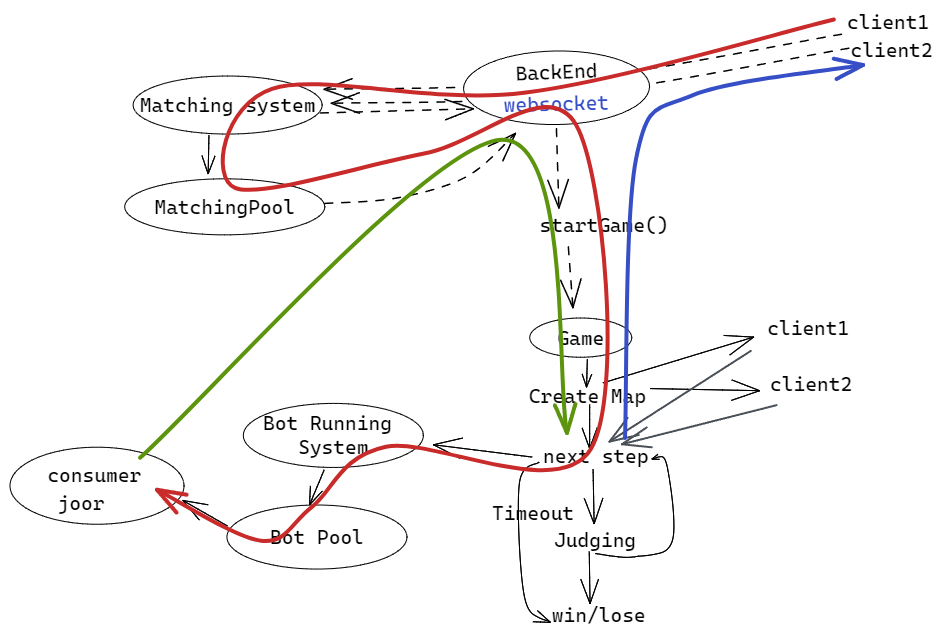 client1
client2
BackEnd
websocket
Matching system
MatchingPool
startGame()
Game
client1
client2
Create Map
Bot Running
System
next step
consumer
joor
Timeout
Bot Pool
Judging
win/lose